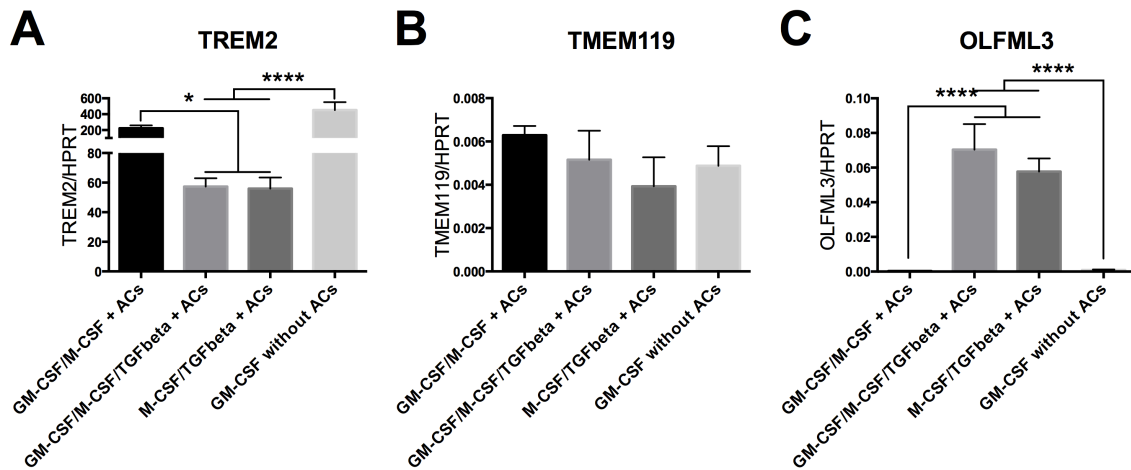 A
TREM2
TREM2/HPRT
600
400
200
80
60
40
20
0
*
****
GM-CSF/M-CSF + ACs
GM-CSF/M-CSF/TGFbeta + ACs
M-CSF/TGFbeta + ACs
GM-CSF without ACs
B
TMEM119
TMEM119/HPRT
0.008
0.006
0.004
0.002
0.000
GM-CSF/M-CSF + ACs
GM-CSF/M-CSF/TGFbeta + ACs
M-CSF/TGFbeta + ACs
GM-CSF without ACs
C
OLFML3
OLFML3/HPRT
0.10
0.08
0.06
0.04
0.02
0.00
****
****
GM-CSF/M-CSF + ACs
GM-CSF/M-CSF/TGFbeta + ACs
M-CSF/TGFbeta + ACs
GM-CSF without ACs